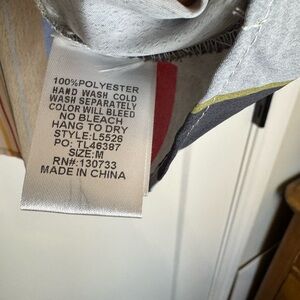 100%POLYESTER
HAND WASH COLD
WASH SEPARATELY
COLOR WILL BLEED
NO BLEACH
HANG TO DRY
STYLE:L5526
PO: TL46387
SIZE:M
RN#:130733
MADE IN CHINA